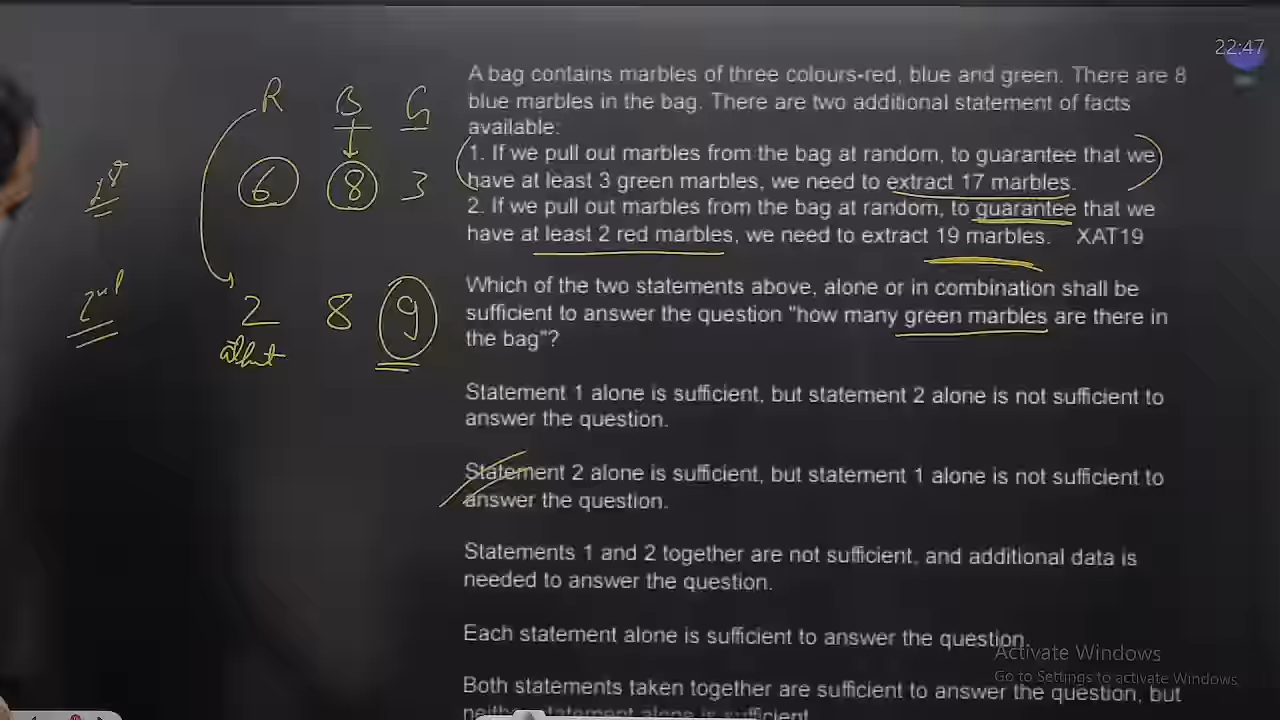 22:47
A bag contains marbles of three colours-red, blue and green. There are 8
blue marbles in the bag. There are two additional statement of facts
available:
1. If we pull out marbles from the bag at random, to guarantee that we
have at least 3 green marbles, we need to extract 17 marbles.
2. If we pull out marbles from the bag at random, to guarantee that we
have at least 2 red marbles, we need to extract 19 marbles. XAT19
Which of the two statements above, alone or in combination shall be
sufficient to answer the question "how many green marbles are there in
the bag"?
Statement 1 alone is sufficient, but statement 2 alone is not sufficient to
answer the question.
Statement 2 alone is sufficient, but statement 1 alone is not sufficient to
answer the question.
Statements 1 and 2 together are not sufficient, and additional data is
needed to answer the question.
Each statement alone is sufficient to answer the question.
Both statements taken together are sufficient to answer the question, but
neither statement alone is sufficient
R B G
6 8 3
2nd 2 8 9
Activate Windows
Go to Settings to activate Windows.